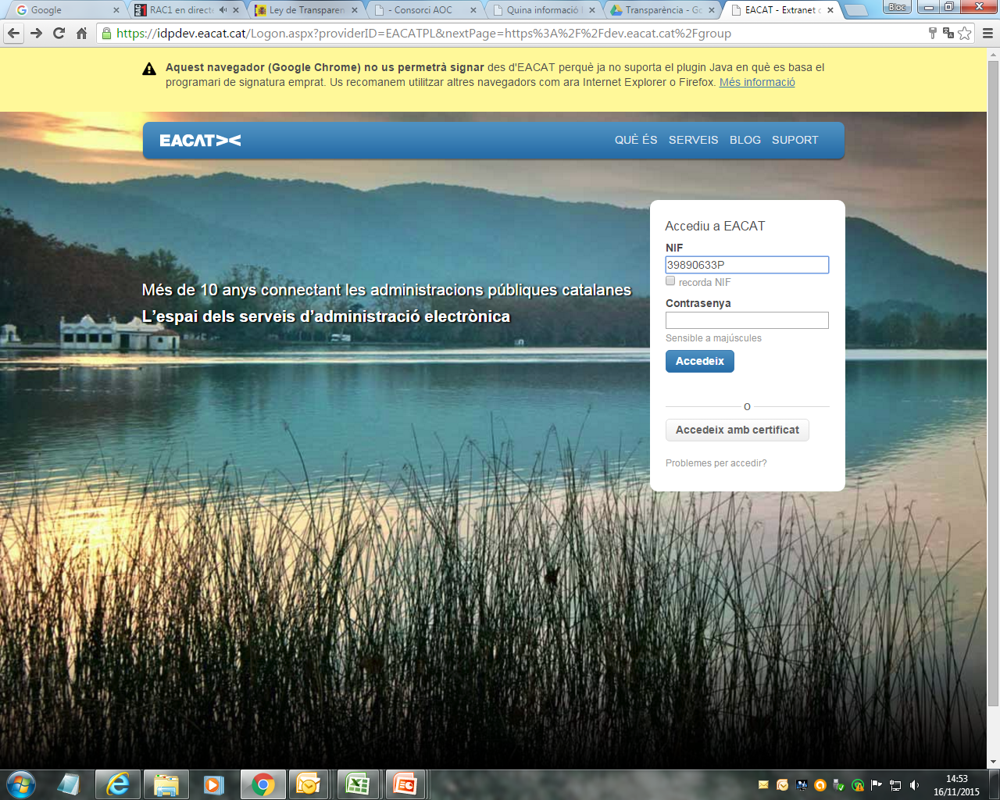 Google
RAC1 en directe
Ley de Transparen
- Consorci AOC
Quina informació
Transparència - Go
EACAT - Extranet d
Bloc
https://idpdev.eacat.cat/Logon.aspx?providerID=EACATPL&nextPage=https%3A%2F%2Fdev.eacat.cat%2Fgroup
Aquest navegador (Google Chrome) no us permetrà signar des d'EACAT perquè ja no suporta el plugin Java en què es basa el
programari de signatura emprat. Us recomanem utilitzar altres navegadors com ara Internet Explorer o Firefox. Més informació
EACAT
QUÈ ÉS SERVEIS BLOG SUPORT
Accediu a EACAT
NIF
39890633P
recorda NIF
Més de 10 anys connectant les administracions públiques catalanes
L'espai dels serveis d'administració electrònica
Contrasenya
Sensible a majúscules
Accedeix
O
Accedeix amb certificat
Problemes per accedir?
14:53
16/11/2015